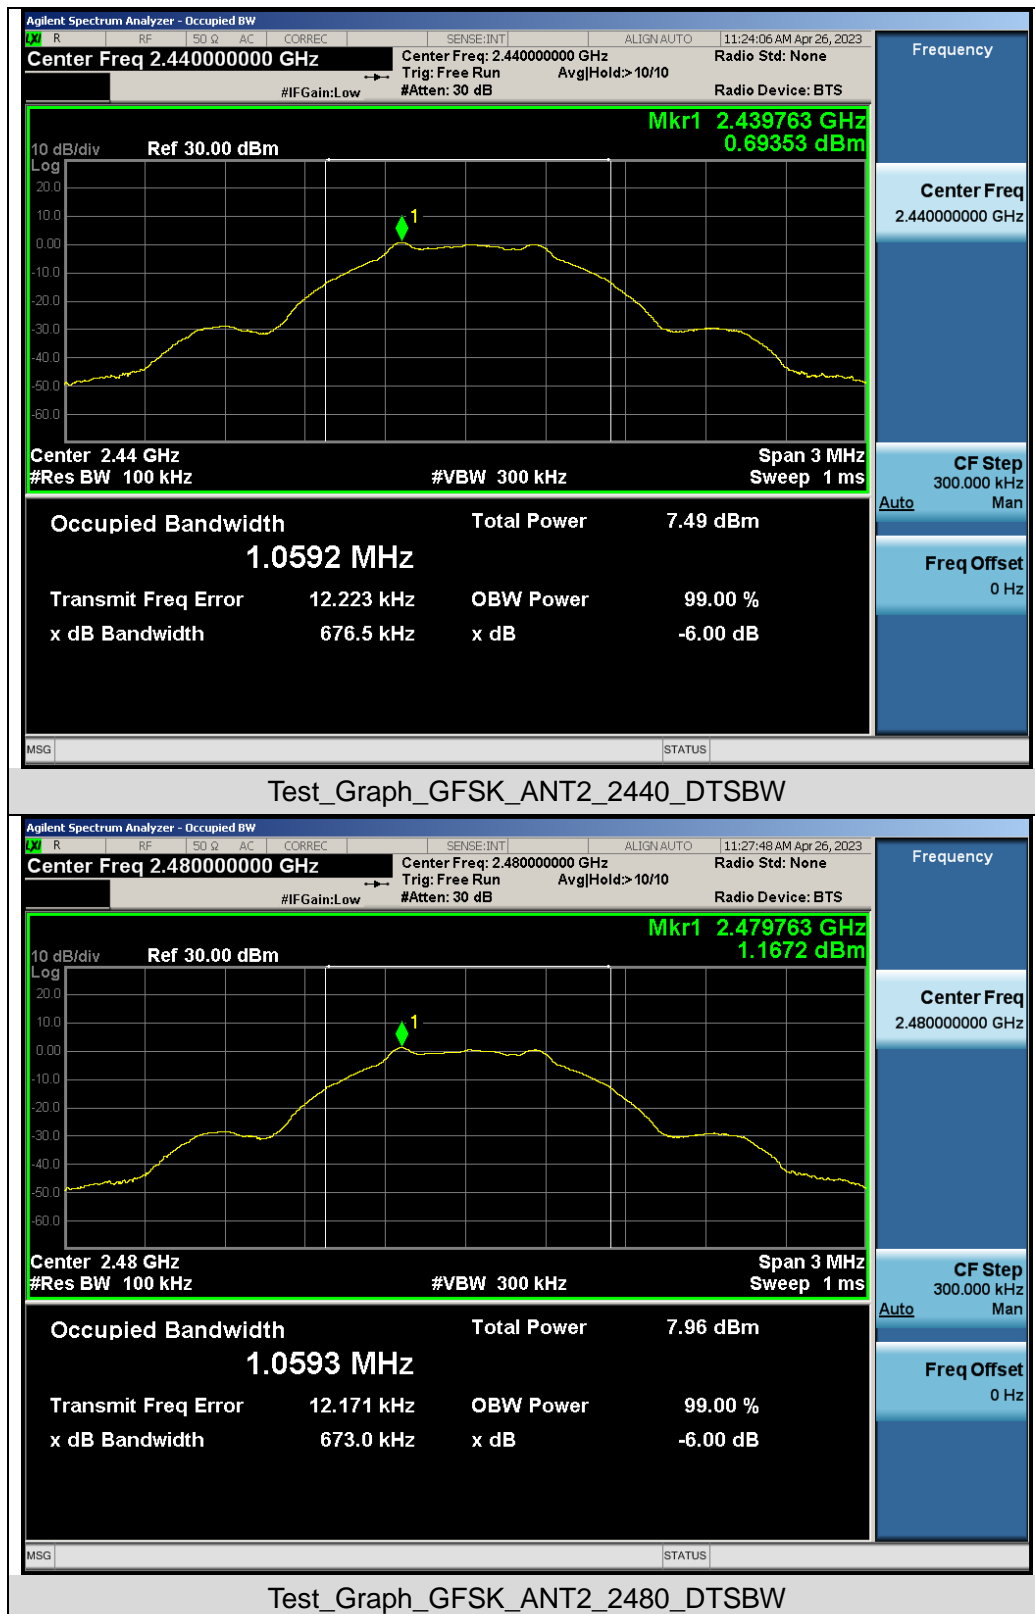 Agilent Spectrum Analyzer - Occupied BW
LXI R RF 50 Ω AC CORREC SENSE:INT ALIGN AUTO 11:24:06 AM Apr 26, 2023
Center Freq 2.440000000 GHz
Center Freq: 2.440000000 GHz
Radio Std: None
Trig: Free Run Avg|Hold:> 10/10
#IFGain:Low
#Atten: 30 dB
Radio Device: BTS
Frequency
Mkr1 2.439763 GHz
0.69353 dBm
10 dB/div Ref 30.00 dBm
Log
20.0
10.0
0.00
-10.0
-20.0
-30.0
-40.0
-50.0
-60.0
1
Center Freq
2.440000000 GHz
Center 2.44 GHz Span 3 MHz
#Res BW 100 kHz #VBW 300 kHz Sweep 1 ms
CF Step
300.000 kHz
Auto Man
Occupied Bandwidth Total Power 7.49 dBm
1.0592 MHz
Transmit Freq Error 12.223 kHz OBW Power 99.00 %
x dB Bandwidth 676.5 kHz x dB -6.00 dB
Freq Offset
0 Hz
MSG STATUS
Test_Graph_GFSK_ANT2_2440_DTSBW
Agilent Spectrum Analyzer - Occupied BW
LXI R RF 50 Ω AC CORREC SENSE:INT ALIGN AUTO 11:27:48 AM Apr 26, 2023
Center Freq 2.480000000 GHz
Center Freq: 2.480000000 GHz
Radio Std: None
Trig: Free Run Avg|Hold:> 10/10
#IFGain:Low
#Atten: 30 dB
Radio Device: BTS
Frequency
Mkr1 2.479763 GHz
1.1672 dBm
10 dB/div Ref 30.00 dBm
Log
20.0
10.0
0.00
-10.0
-20.0
-30.0
-40.0
-50.0
-60.0
1
Center Freq
2.480000000 GHz
Center 2.48 GHz Span 3 MHz
#Res BW 100 kHz #VBW 300 kHz Sweep 1 ms
CF Step
300.000 kHz
Auto Man
Occupied Bandwidth Total Power 7.96 dBm
1.0593 MHz
Transmit Freq Error 12.171 kHz OBW Power 99.00 %
x dB Bandwidth 673.0 kHz x dB -6.00 dB
Freq Offset
0 Hz
MSG STATUS
Test_Graph_GFSK_ANT2_2480_DTSBW